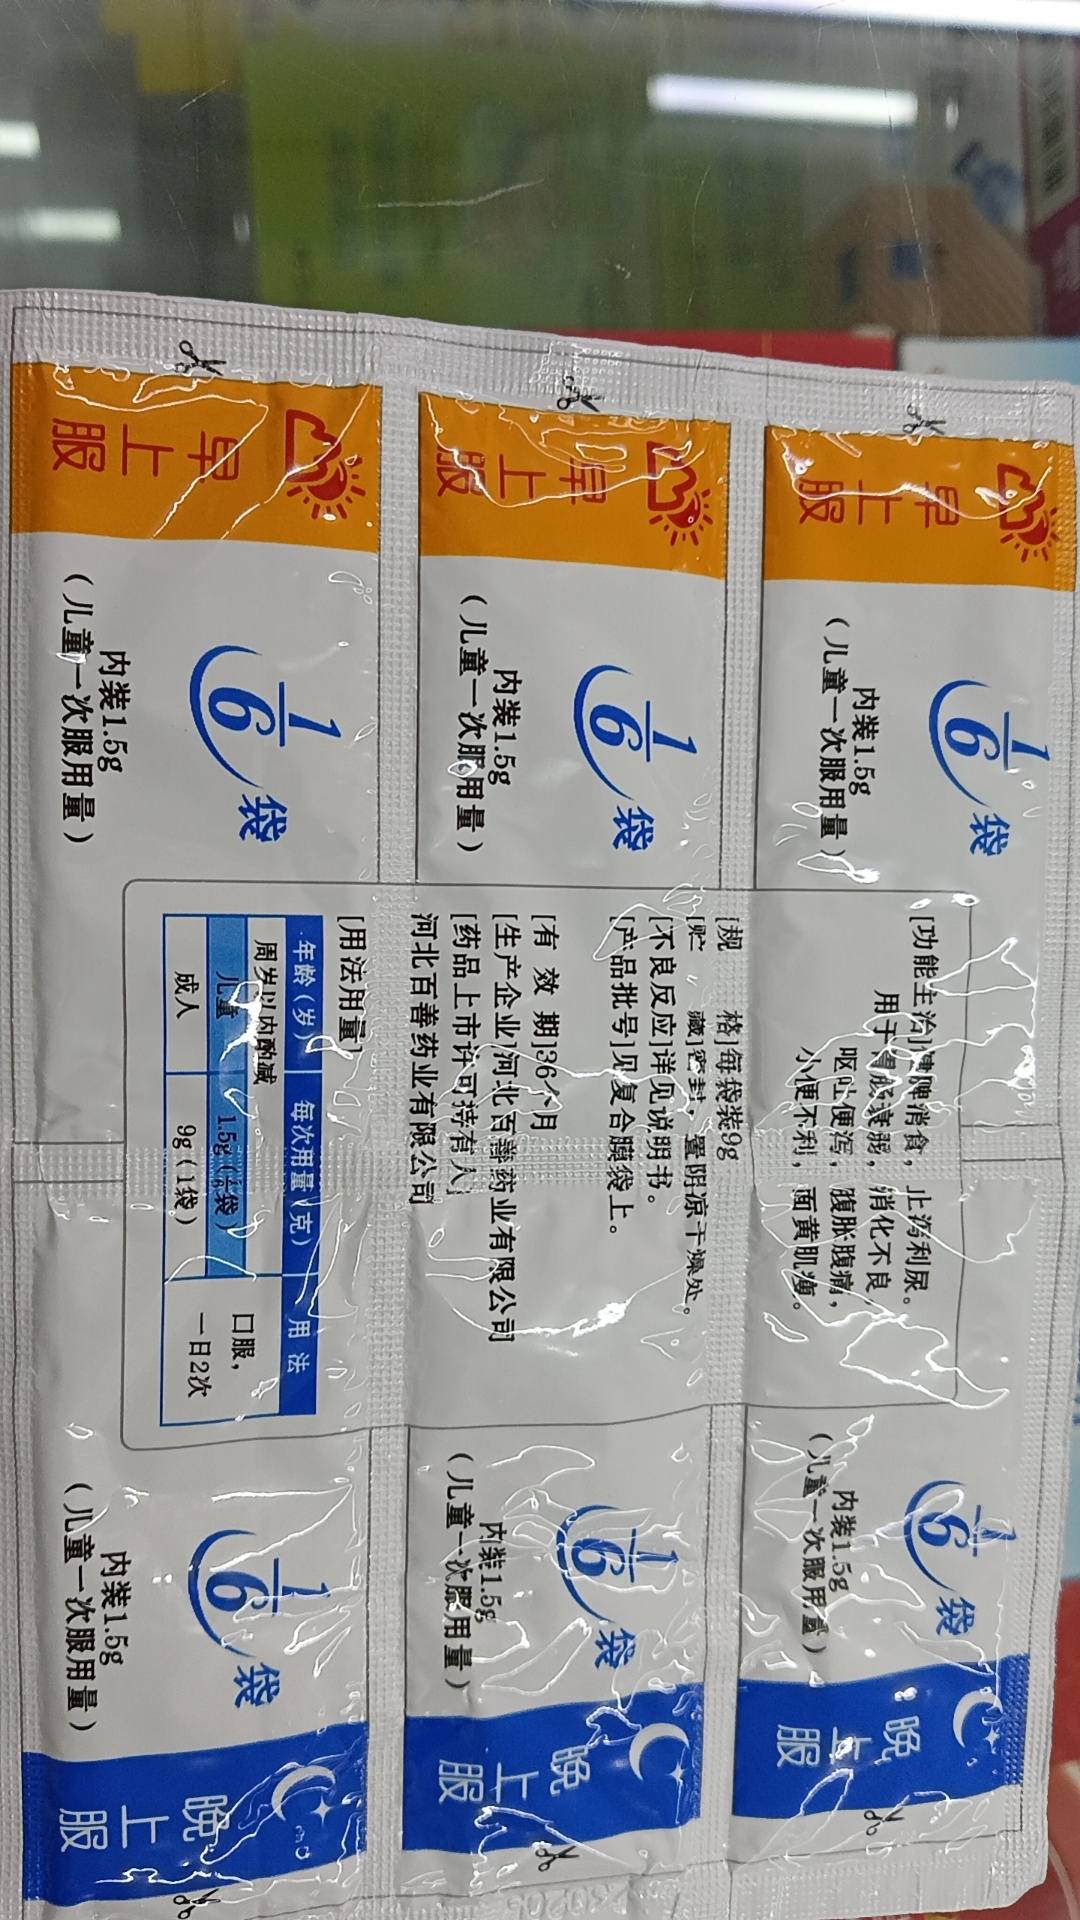 早上服
1/6袋
内装1.5g
(儿童一次服用量)
早上服
1/6袋
内装1.5g
(儿童一次服用量)
早上服
1/6袋
内装1.5g
(儿童一次服用量)
[功能主治]健脾消食，止泻利尿。
用于胃肠衰弱，消化不良
呕吐便泻，腹胀腹痛，
小便不利，面黄肌瘦。
[规 格]每袋装9g
[贮 藏]密封，置阴凉干燥处。
[不良反应]详见说明书。
[产品批号]见复合膜袋上。
[有 效 期]36个月
[生产企业]河北百善药业有限公司
[药品上市许可持有人]
河北百善药业有限公司
[用法用量]
年龄(岁) 每次用量(克) 用 法
周岁以内酌减
儿童 1.5g(1/6袋) 口服，
成人 9g(1袋) 一日2次
1/6袋
内装1.5g
(儿童一次服用量)
晚上服
1/6袋
内装1.5g
(儿童一次服用量)
晚上服
1/6袋
内装1.5g
(儿童一次服用量)
晚上服